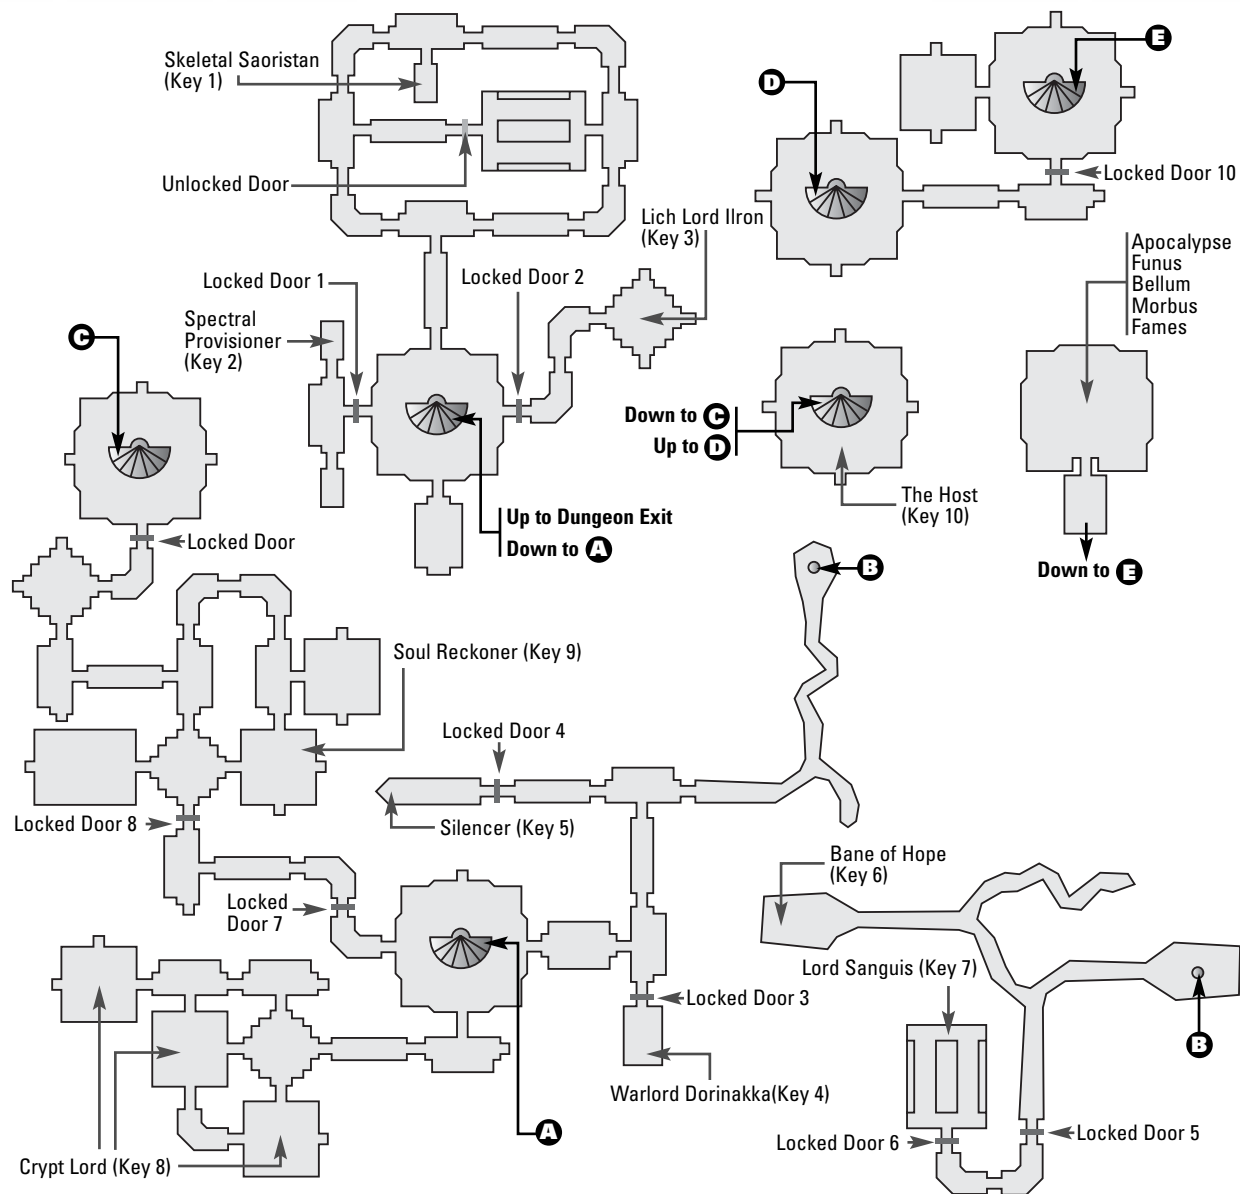 Skeletal Saoristan
(Key 1)
Unlocked Door
E
D
Locked Door 10
Lich Lord Ilron
(Key 3)
Apocalypse
Funus
Bellum
Morbus
Fames
Locked Door 1
Locked Door 2
Spectral
Provisioner
(Key 2)
C
Down to C
Up to D
The Host
(Key 10)
Up to Dungeon Exit
Down to A
Down to E
Locked Door
B
Soul Reckoner (Key 9)
Locked Door 4
Silencer (Key 5)
Locked Door 8
Bane of Hope
(Key 6)
Locked
Door 7
Lord Sanguis (Key 7)
Locked Door 3
B
Warlord Dorinakka(Key 4)
A
Locked Door 6
Locked Door 5
Crypt Lord (Key 8)